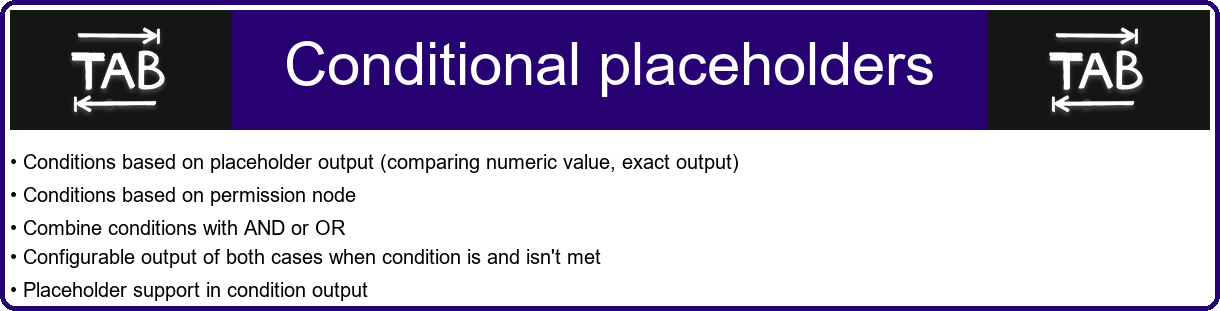 TAB
Conditional placeholders
TAB
• Conditions based on placeholder output (comparing numeric value, exact output)
• Conditions based on permission node
• Combine conditions with AND or OR
• Configurable output of both cases when condition is and isn't met
• Placeholder support in condition output